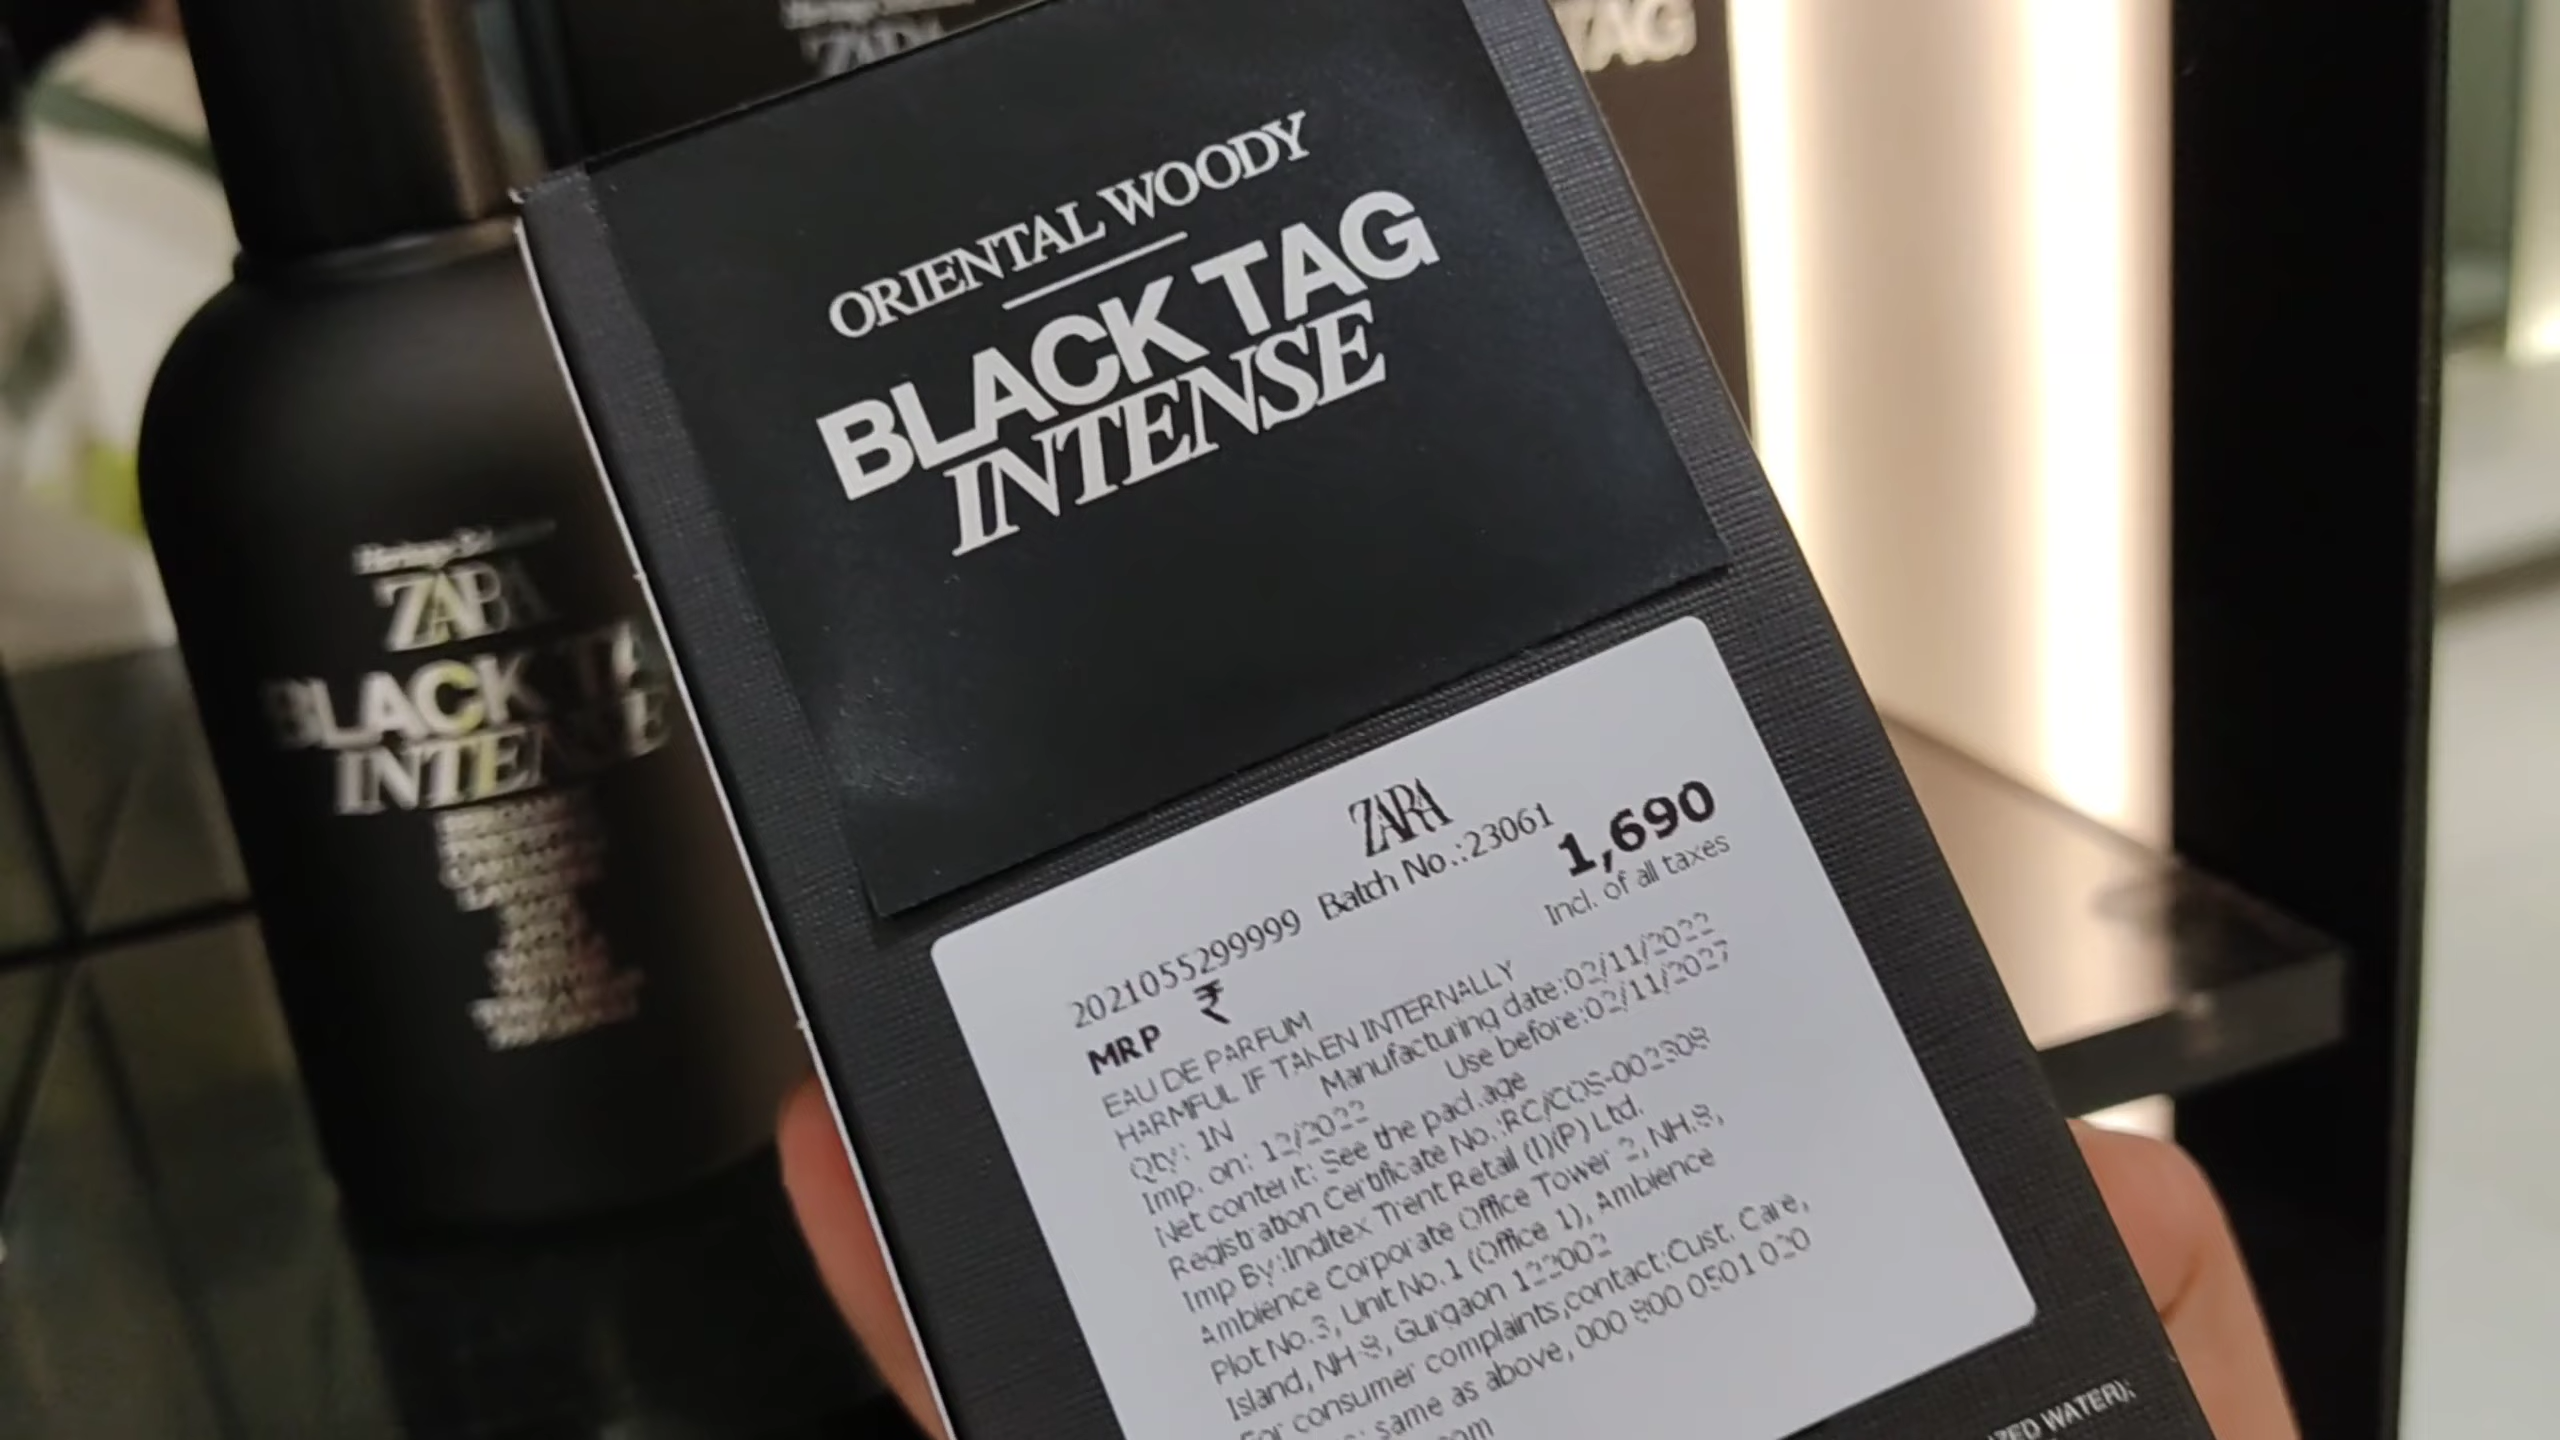 ZARA
TAG
ORIENTAL WOODY
BLACK TAG
INTENSE
ZARA
BLACK
INTENSE
ZARA
2021055299999 Batch No.:23061
MRP ₹ 1,690
Incl. of all taxes
EAU DE PARFUM
HARMFUL IF TAKEN INTERNALLY
Qty: 1N Manufacturing date:02/11/2022
Imp. on: 12/2022 Use before:02/11/2027
Net content: See the package
Registration Certificate No.:RC/COS-002308
Imp By:Inditex Trent Retail (I)(P) Ltd.
Ambience Corporate Office Tower 2, NH.8,
Plot No.3, Unit No.1 (Office 1), Ambience
Island, NH-8, Gurgaon 122002
For consumer complaints,contact:Cust. Care,
same as above, 000 800 0501 020
WATER);